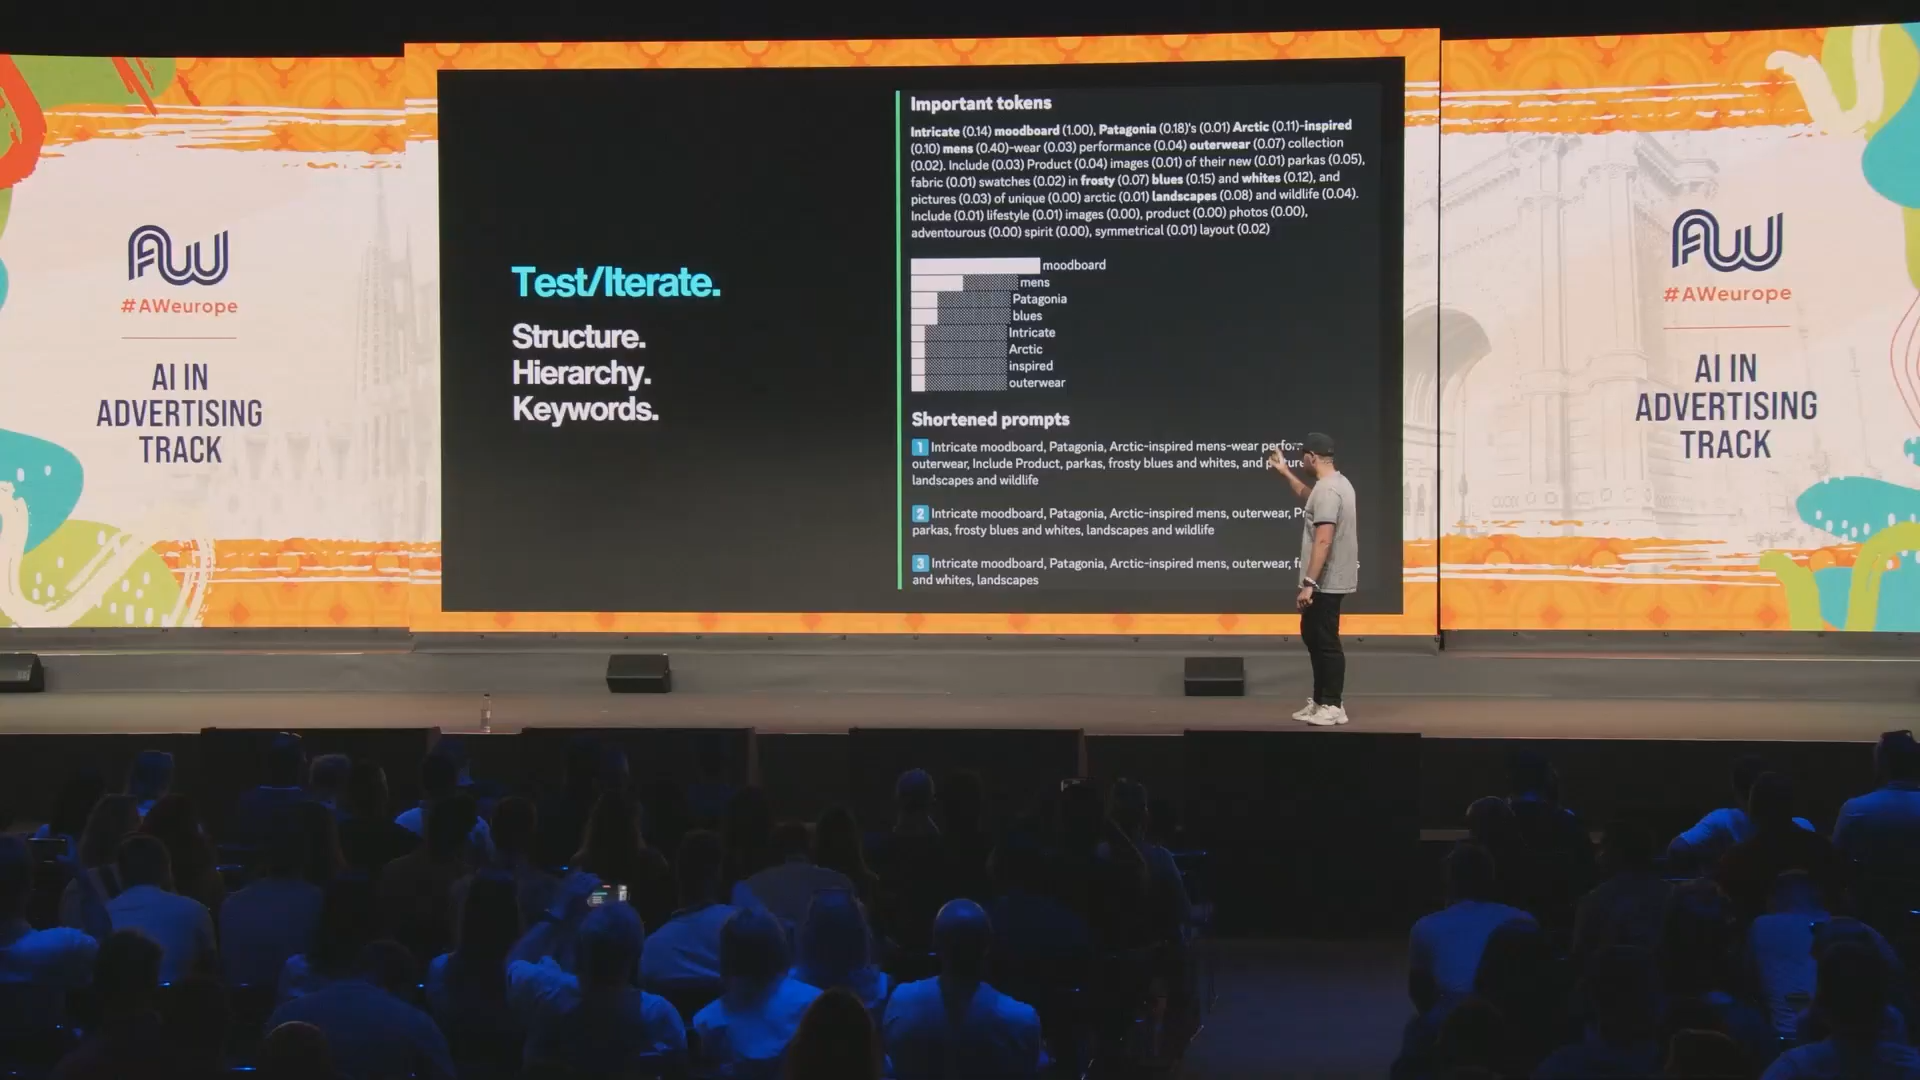 AW
#AWeurope
AI IN
ADVERTISING
TRACK
Test/Iterate.
Structure.
Hierarchy.
Keywords.
Important tokens
Intricate (0.14) moodboard (1.00), Patagonia (0.18)'s (0.01) Arctic (0.11)-inspired
(0.10) mens (0.40)-wear (0.03) performance (0.04) outerwear (0.07) collection
(0.02). Include (0.03) Product (0.04) images (0.01) of their new (0.01) parkas (0.05),
fabric (0.01) swatches (0.02) in frosty (0.07) blues (0.15) and whites (0.12), and
pictures (0.03) of unique (0.00) arctic (0.01) landscapes (0.08) and wildlife (0.04).
Include (0.01) lifestyle (0.01) images (0.00), product (0.00) photos (0.00),
adventourous (0.00) spirit (0.00), symmetrical (0.01) layout (0.02)
moodboard
mens
Patagonia
blues
Intricate
Arctic
inspired
outerwear
Shortened prompts
1 Intricate moodboard, Patagonia, Arctic-inspired mens-wear
outerwear, Include Product, parkas, frosty blues and whites, and
landscapes and wildlife
2 Intricate moodboard, Patagonia, Arctic-inspired mens, outerwear,
parkas, frosty blues and whites, landscapes and wildlife
3 Intricate moodboard, Patagonia, Arctic-inspired mens, outerwear,
and whites, landscapes
AW
#AWeurope
AI IN
ADVERTISING
TRACK